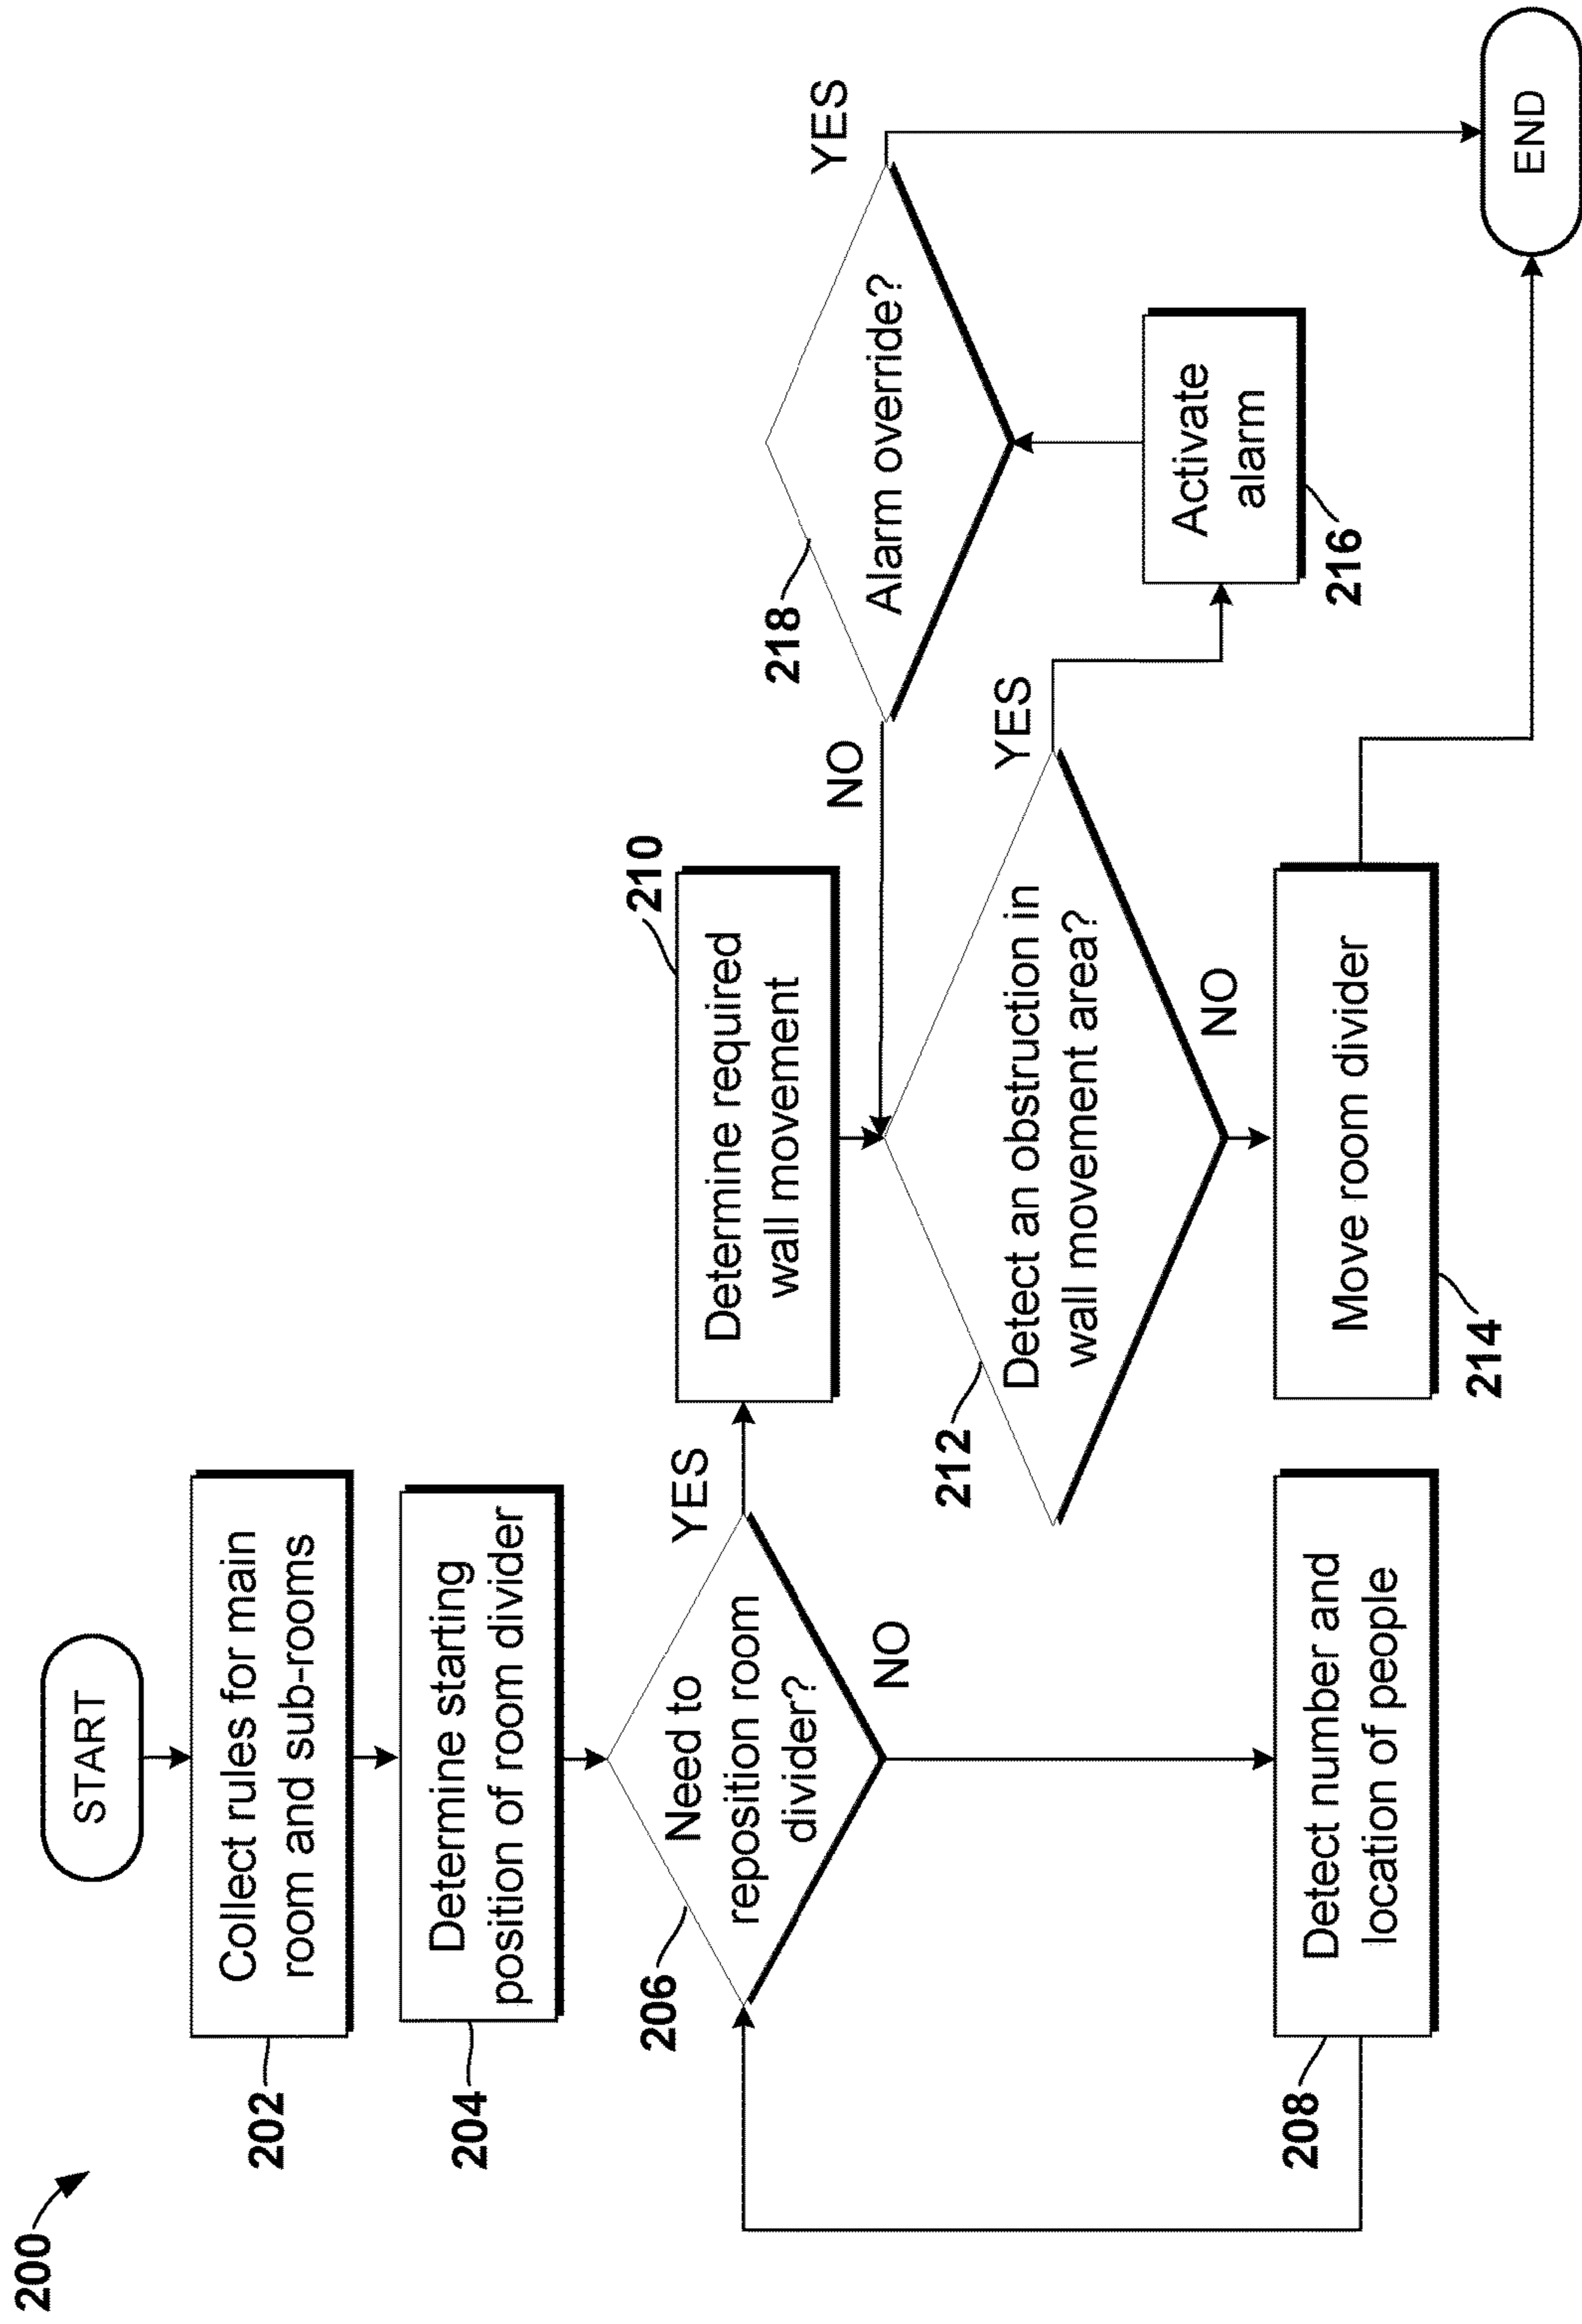 200
START
202
Collect rules for main
room and sub-rooms
204
Determine starting
position of room divider
206
Need to
reposition room
divider?
YES
NO
208
Detect number and
location of people
210
Determine required
wall movement
212
Detect an obstruction in
wall movement area?
YES
NO
214
Move room divider
216
Activate
alarm
218
Alarm override?
NO
YES
END